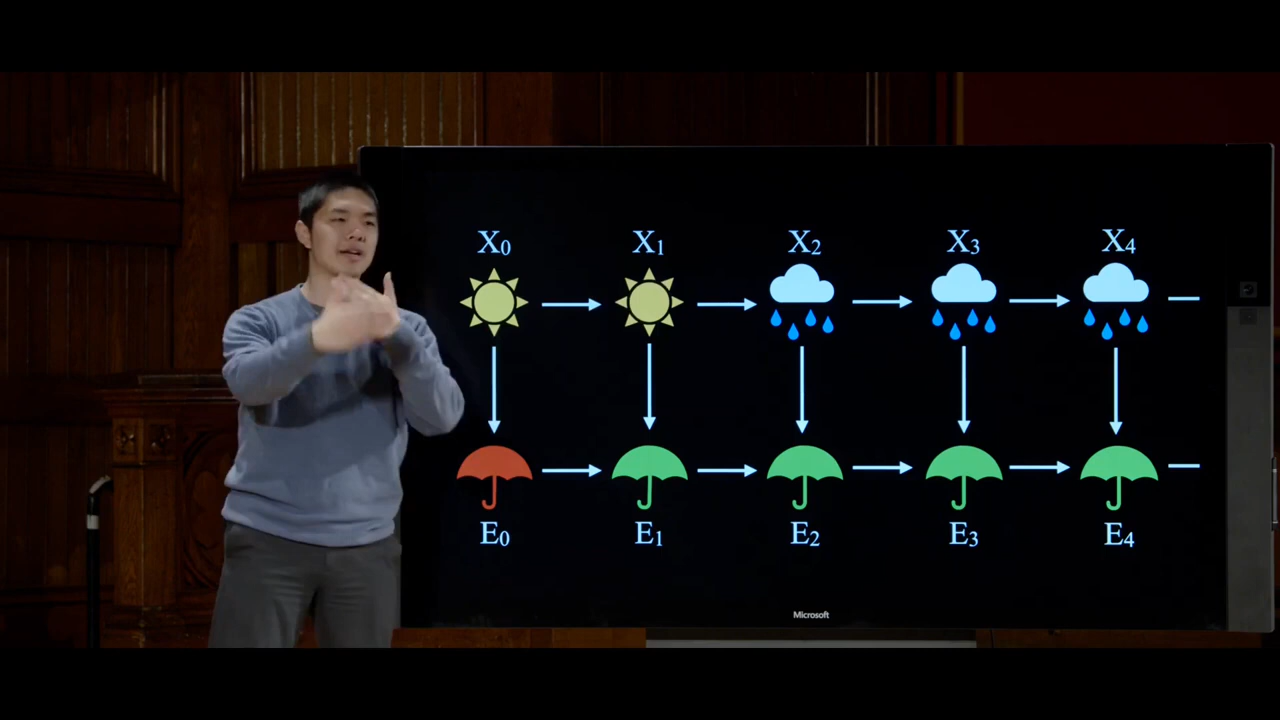 X₀ X₁ X₂ X₃ X₄
E₀ E₁ E₂ E₃ E₄
Microsoft